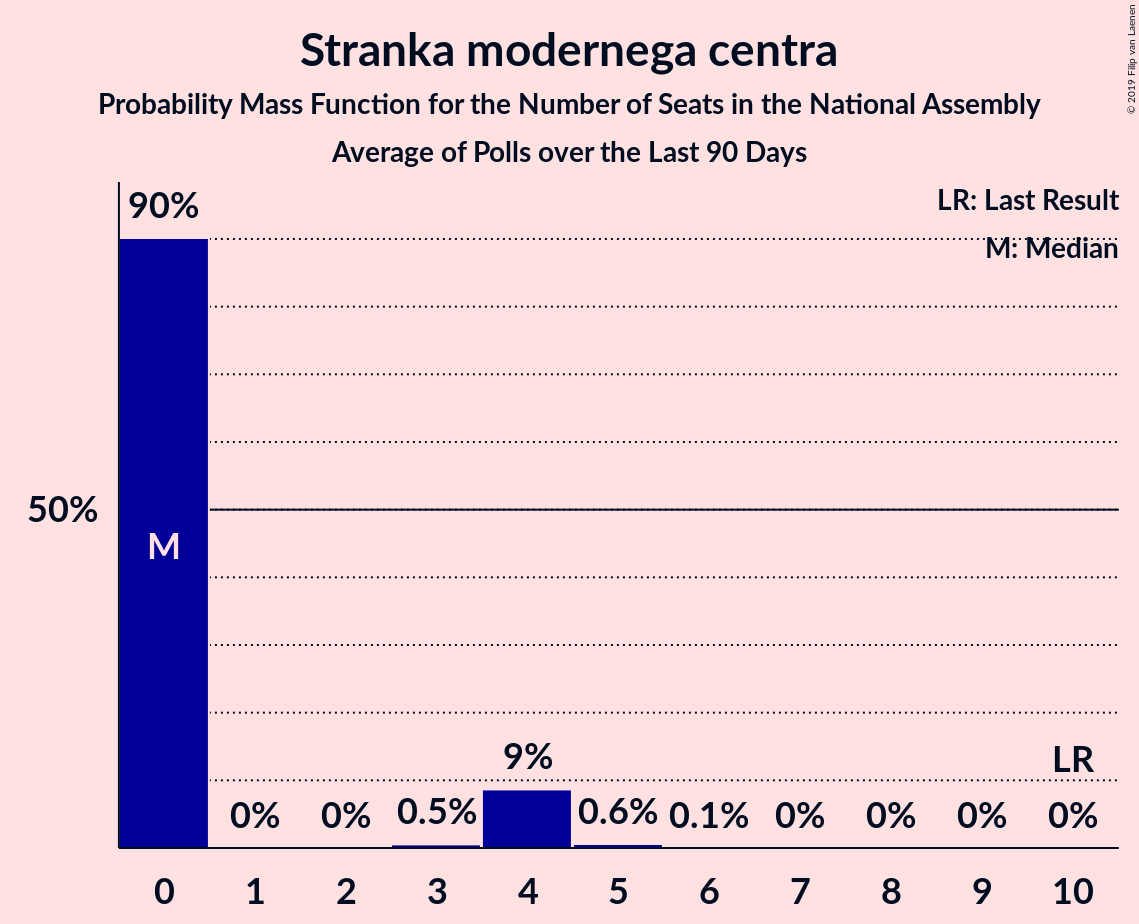 Stranka modernega centra
Probability Mass Function for the Number of Seats in the National Assembly
Average of Polls over the Last 90 Days
© 2019 Filip van Laenen
LR: Last Result
M: Median
90%
50%
M
0%
0%
0.5%
9%
0.6%
0.1%
0%
0%
0%
LR
0%
0 1 2 3 4 5 6 7 8 9 10